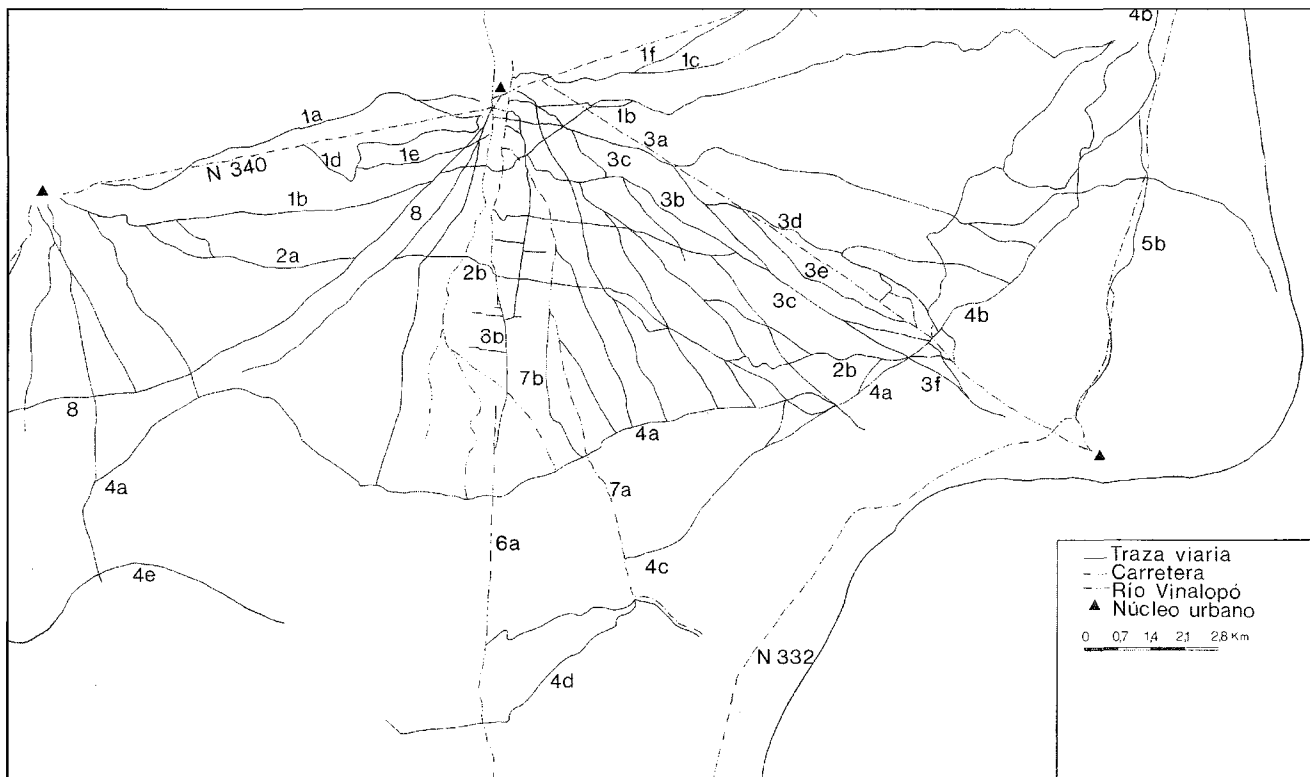 4b
1f
1c
1a
1b
3a
1d
1e
3c
N 340
1b
3b
8
3d
5b
2a
2b
3e
3c
4b
6b
7b
2b
4a
3f
8
4a
4a
7a
6a
4c
4e
N 332
4d
Traza viaria
Carretera
Río Vinalopó
Núcleo urbano
0 0,7 1,4 2,1 2,8 Km